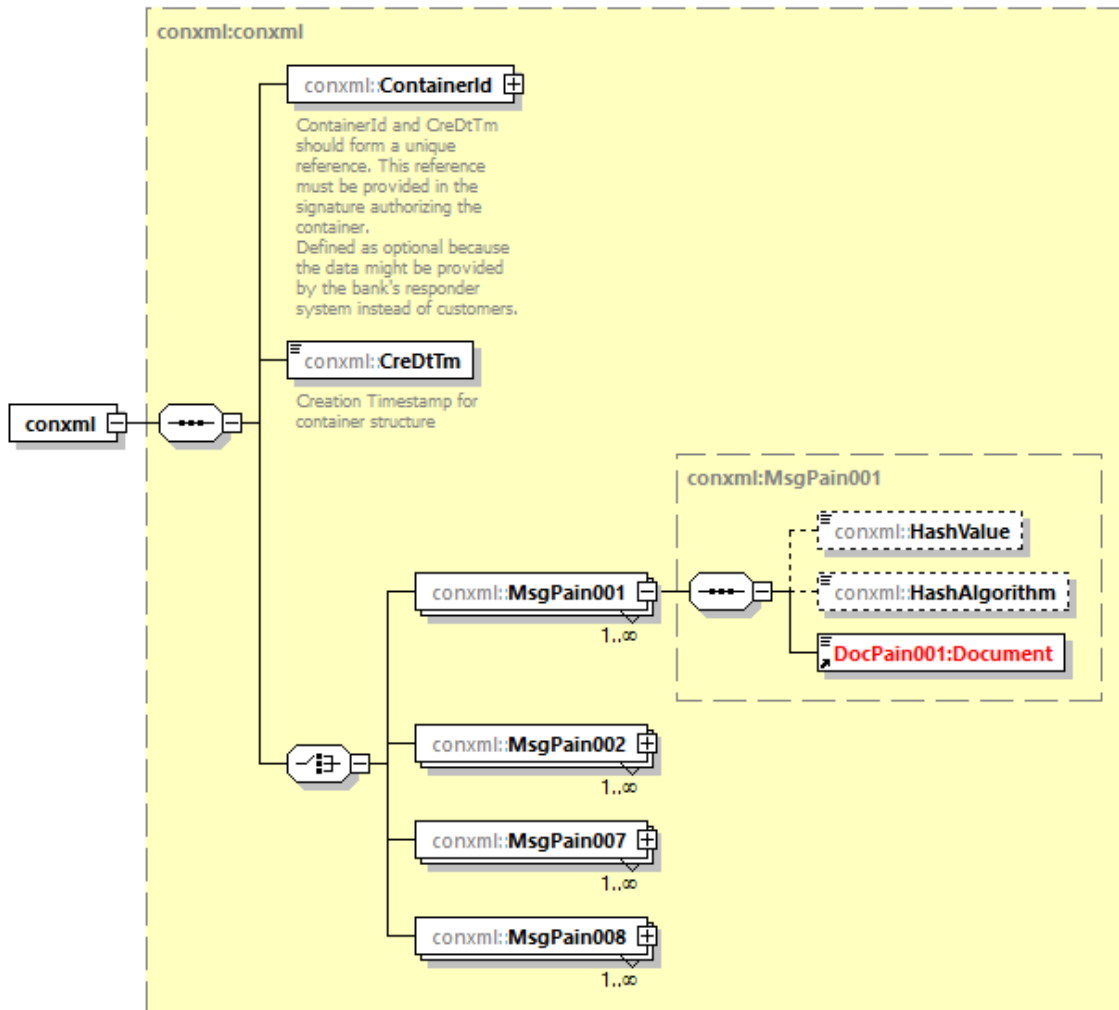 conxml:conxml
conxml::ContainerId
ContainerId and CreDtTm
should form a unique
reference. This reference
must be provided in the
signature authorizing the
container.
Defined as optional because
the data might be provided
by the bank's responder
system instead of customers.
conxml::CreDtTm
Creation Timestamp for
container structure
conxml
conxml:MsgPain001
conxml::HashValue
conxml::MsgPain001
1..∞
conxml::HashAlgorithm
DocPain001:Document
conxml::MsgPain002
1..∞
conxml::MsgPain007
1..∞
conxml::MsgPain008
1..∞